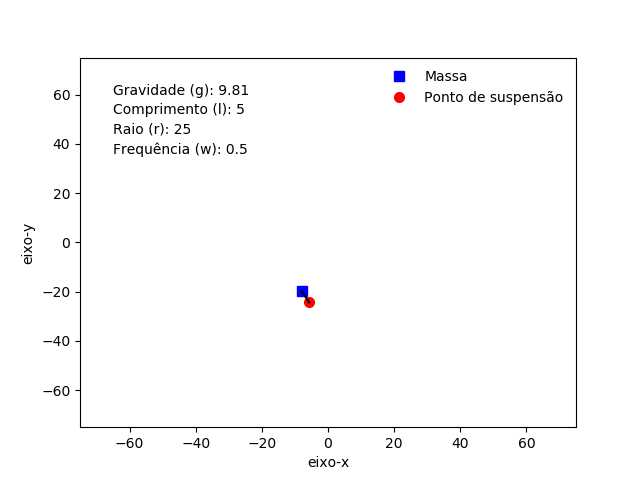 Gravidade (g): 9.81
Comprimento (l): 5
Raio (r): 25
Frequência (w): 0.5
Massa
Ponto de suspensão
60
40
20
0
−20
−40
−60
eixo-y
−60 −40 −20 0 20 40 60
eixo-x